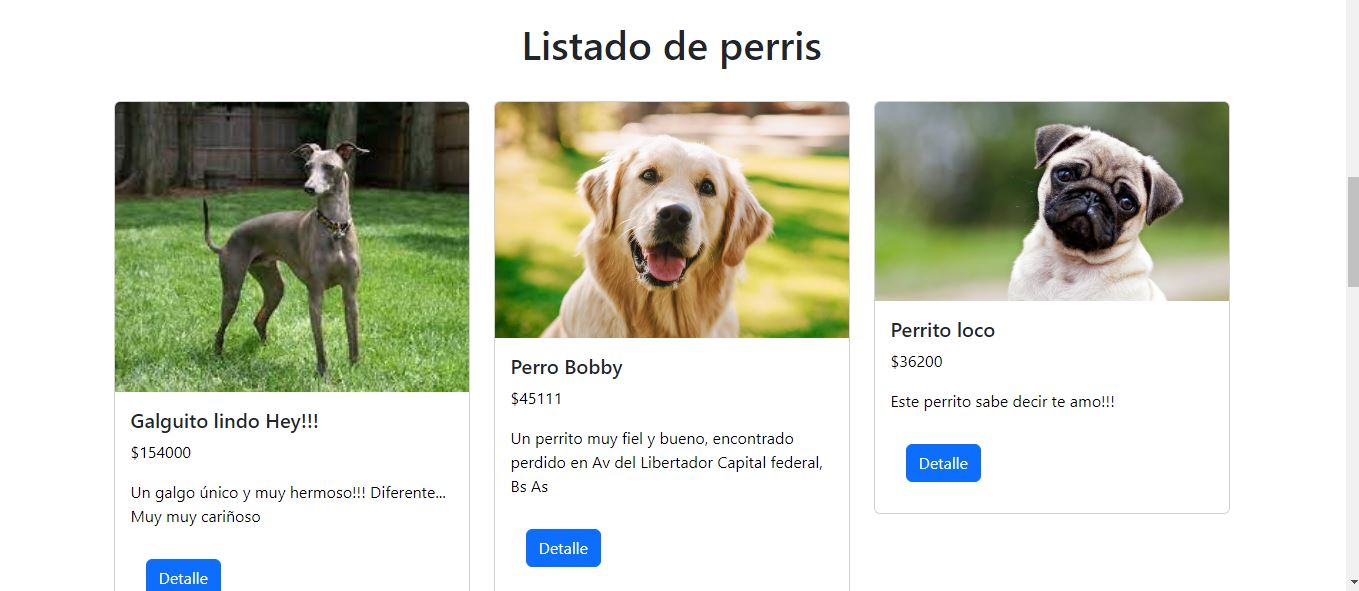 Listado de perris
Galguito lindo Hey!!!
$154000
Un galgo único y muy hermoso!!! Diferente...
Muy muy cariñoso
Detalle
Perro Bobby
$45111
Un perrito muy fiel y bueno, encontrado
perdido en Av del Libertador Capital federal,
Bs As
Detalle
Perrito loco
$36200
Este perrito sabe decir te amo!!!
Detalle